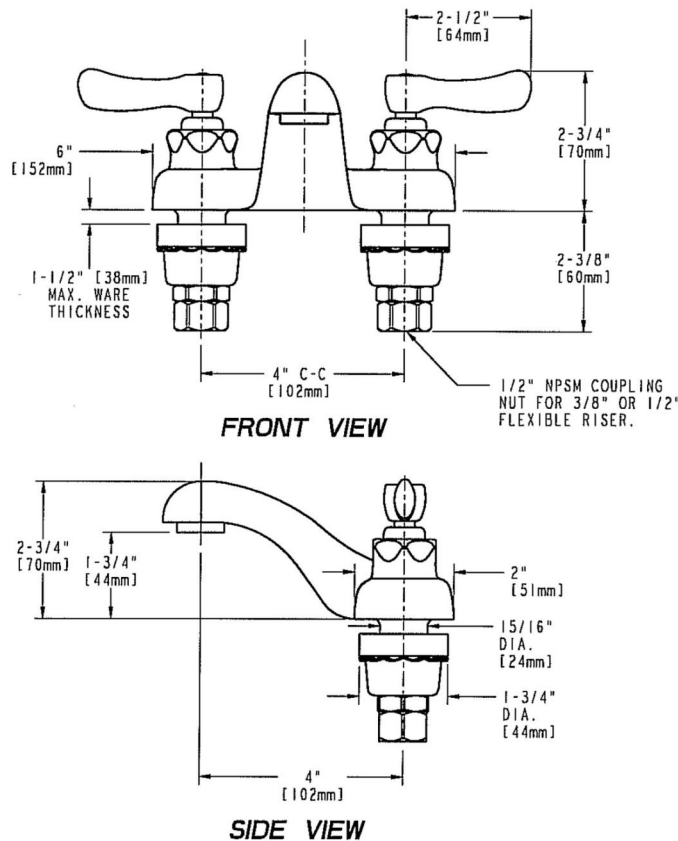 2-1/2"
[64mm]
6"
[152mm]
2-3/4"
[70mm]
1-1/2" [38mm]
MAX. WARE
THICKNESS
2-3/8"
[60mm]
4" C-C
[102mm]
1/2" NPSM COUPLING
NUT FOR 3/8" OR 1/2"
FLEXIBLE RISER.
FRONT VIEW
2-3/4"
[70mm]
1-3/4"
[44mm]
2"
[51mm]
15/16"
DIA.
[24mm]
1-3/4"
DIA.
[44mm]
4"
[102mm]
SIDE VIEW